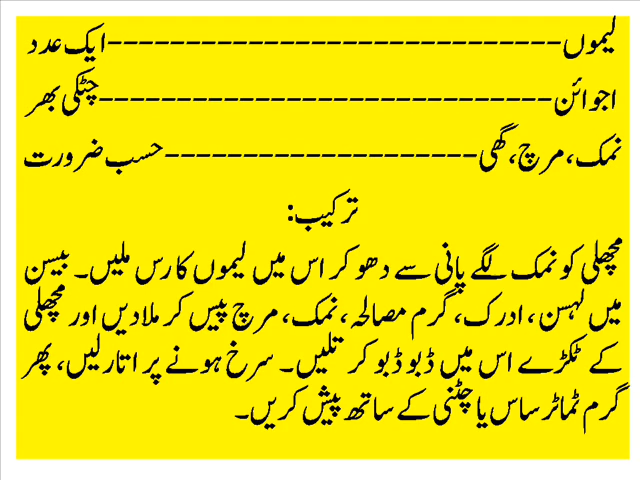 لیموں-----------------------------ایک عدد
اجوائن-----------------------------چٹکی بھر
نمک، مرچ، گھی--------------------حسب ضرورت
ترکیب:
مچھلی کو نمک لگے پانی سے دھو کر اس میں لیموں کا رس ملیں۔ بیسن
میں لہسن، ادرک، گرم مصالحہ، نمک، مرچ پیس کر ملا دیں اور مچھلی
کے ٹکڑے اس میں ڈبو ڈبو کر تلیں۔ سرخ ہونے پر اتار لیں، پھر
گرم ٹماٹر ساس یا چٹنی کے ساتھ پیش کریں۔